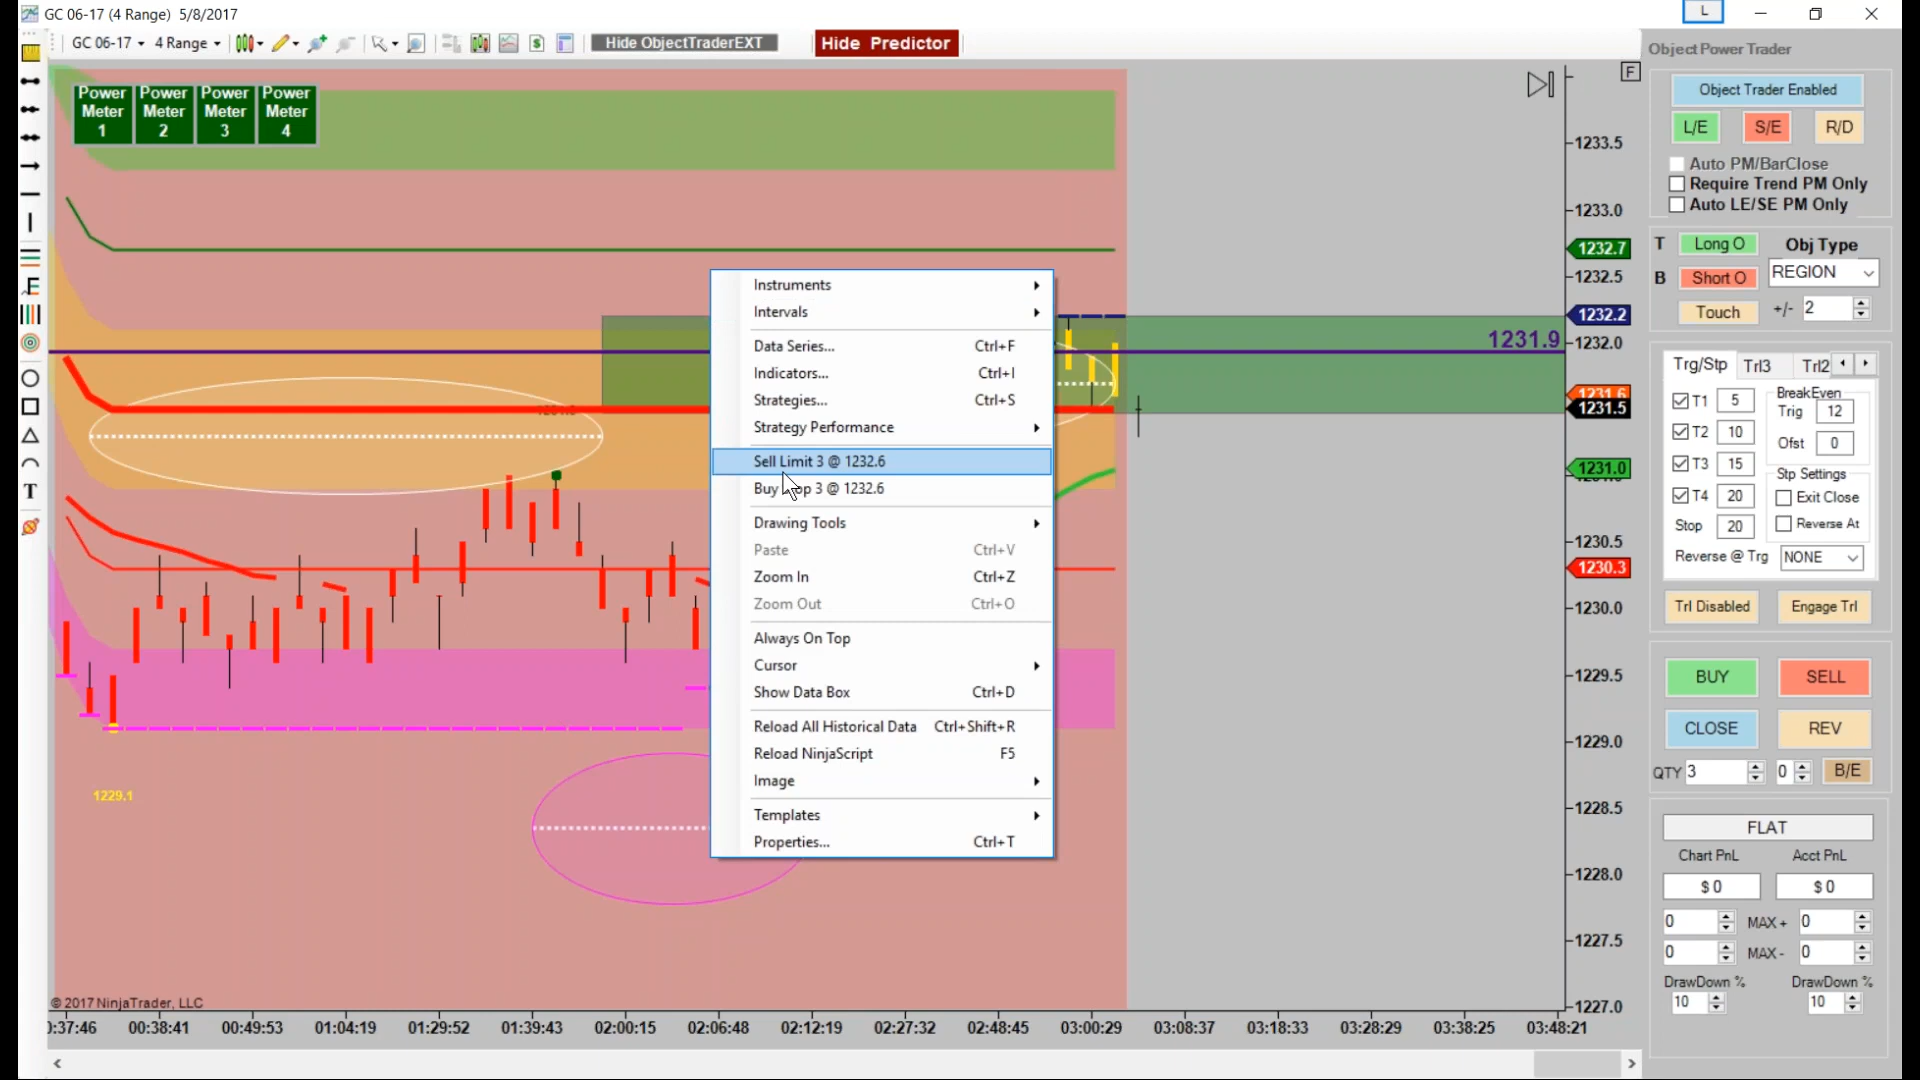 GC 06-17 (4 Range) 5/8/2017
L
GC 06-17 4 Range Hide ObjectTraderEXT Hide Predictor
Power Meter 1
Power Meter 2
Power Meter 3
Power Meter 4
T
F
1233.5
1233.0
1232.7
1232.5
1232.2
1232.0
1231.9
1231.6
1231.5
1231.0
1230.5
1230.3
1230.0
1229.5
1229.0
1228.5
1228.0
1227.5
1227.0
1229.1
Instruments
Intervals
Data Series... Ctrl+F
Indicators... Ctrl+I
Strategies... Ctrl+S
Strategy Performance
Sell Limit 3 @ 1232.6
Buy 3 @ 1232.6
Drawing Tools
Paste Ctrl+V
Zoom In Ctrl+Z
Zoom Out Ctrl+O
Always On Top
Cursor
Show Data Box Ctrl+D
Reload All Historical Data Ctrl+Shift+R
Reload NinjaScript F5
Image
Templates
Properties... Ctrl+T
© 2017 NinjaTrader, LLC
0:37:46 00:38:41 00:49:53 01:04:19 01:29:52 01:39:43 02:00:15 02:06:48 02:12:19 02:27:32 02:48:45 03:00:29 03:08:37 03:18:33 03:28:29 03:38:25 03:48:21
Object Power Trader
Object Trader Enabled
L/E S/E R/D
Auto PM/BarClose
Require Trend PM Only
Auto LE/SE PM Only
T Long O Obj Type
B Short O REGION
Touch +/- 2
Trg/Stp Trl3 Trl2
T1 5
T2 10
T3 15
T4 20
Stop 20
BreakEven
Trig 12
Ofst 0
Stp Settings
Exit Close
Reverse At
Reverse @ Trg NONE
Trl Disabled Engage Trl
BUY SELL
CLOSE REV
QTY 3 0 B/E
FLAT
Chart PnL Acct PnL
$ 0 $ 0
0 MAX + 0
0 MAX - 0
DrawDown % DrawDown %
10 10